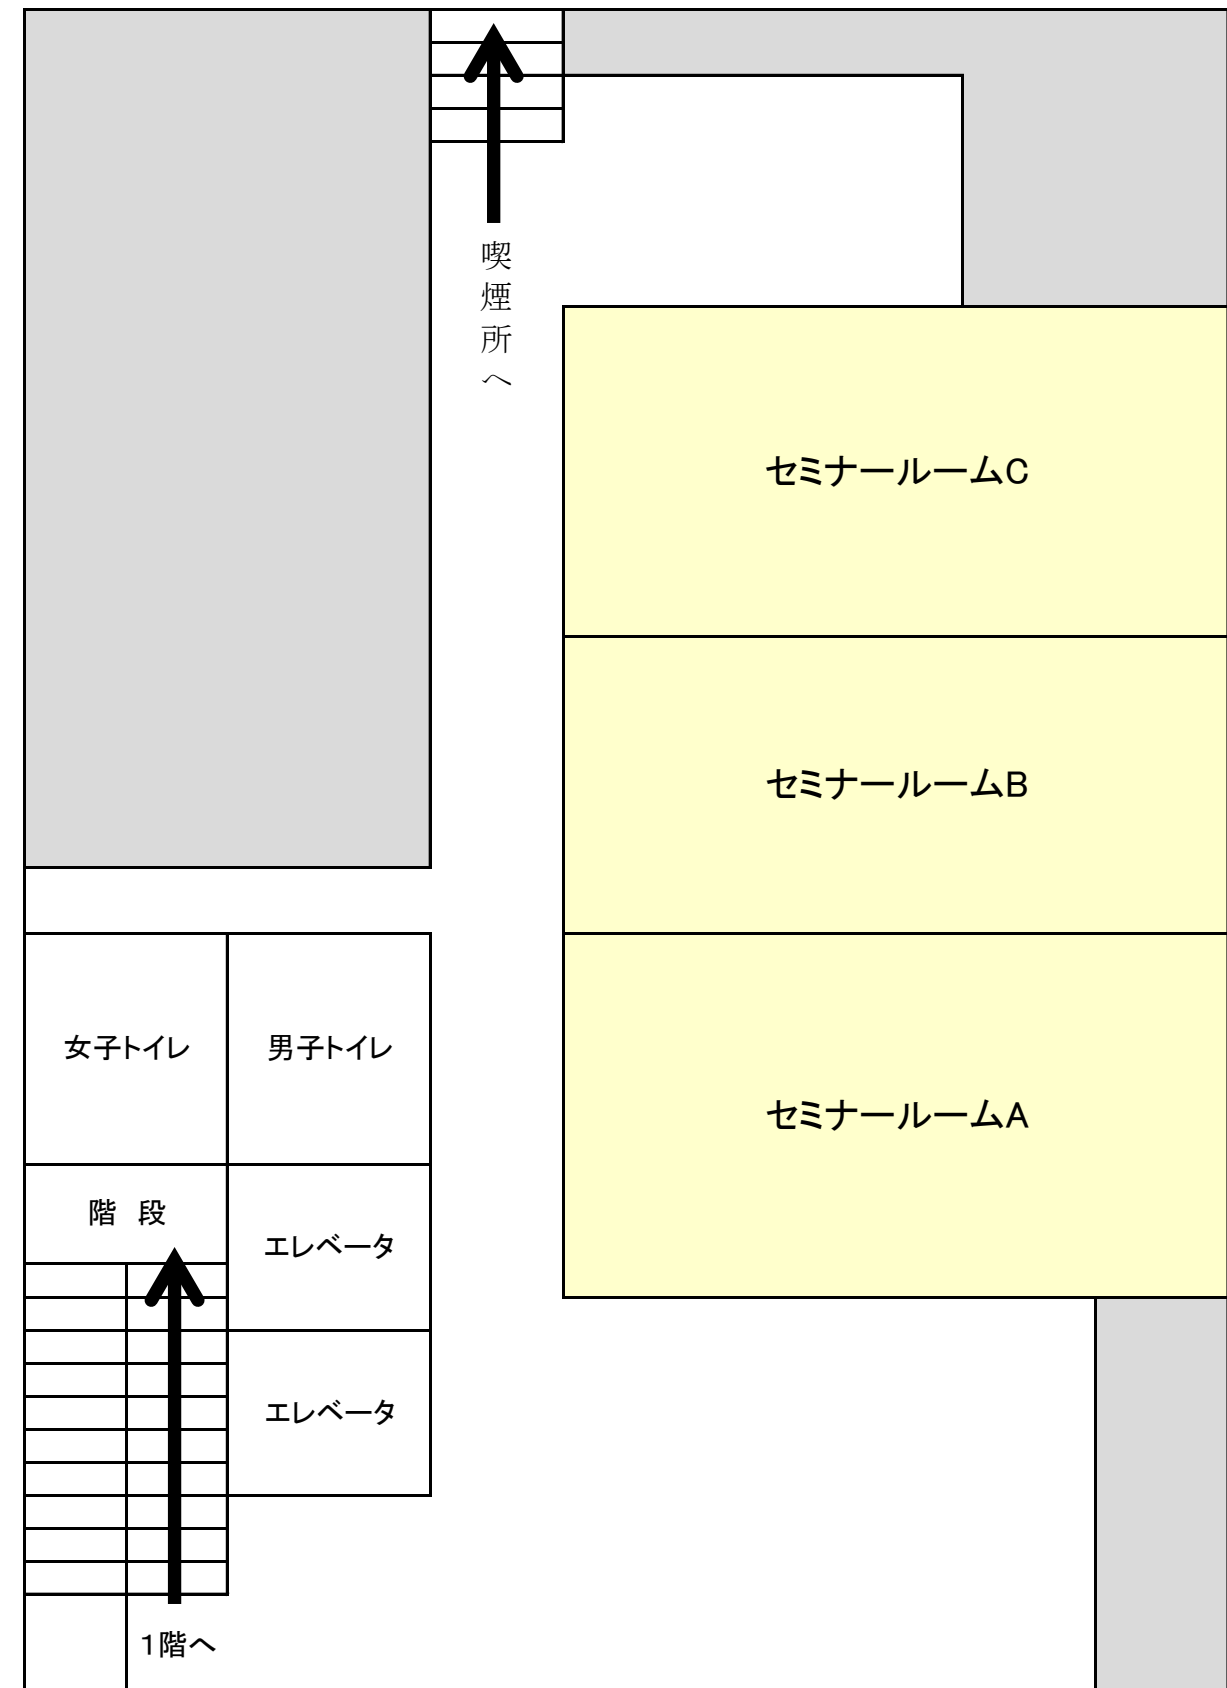 喫煙所へ
セミナールームC
セミナールームB
セミナールームA
女子トイレ
男子トイレ
階 段
エレベータ
エレベータ
1階へ